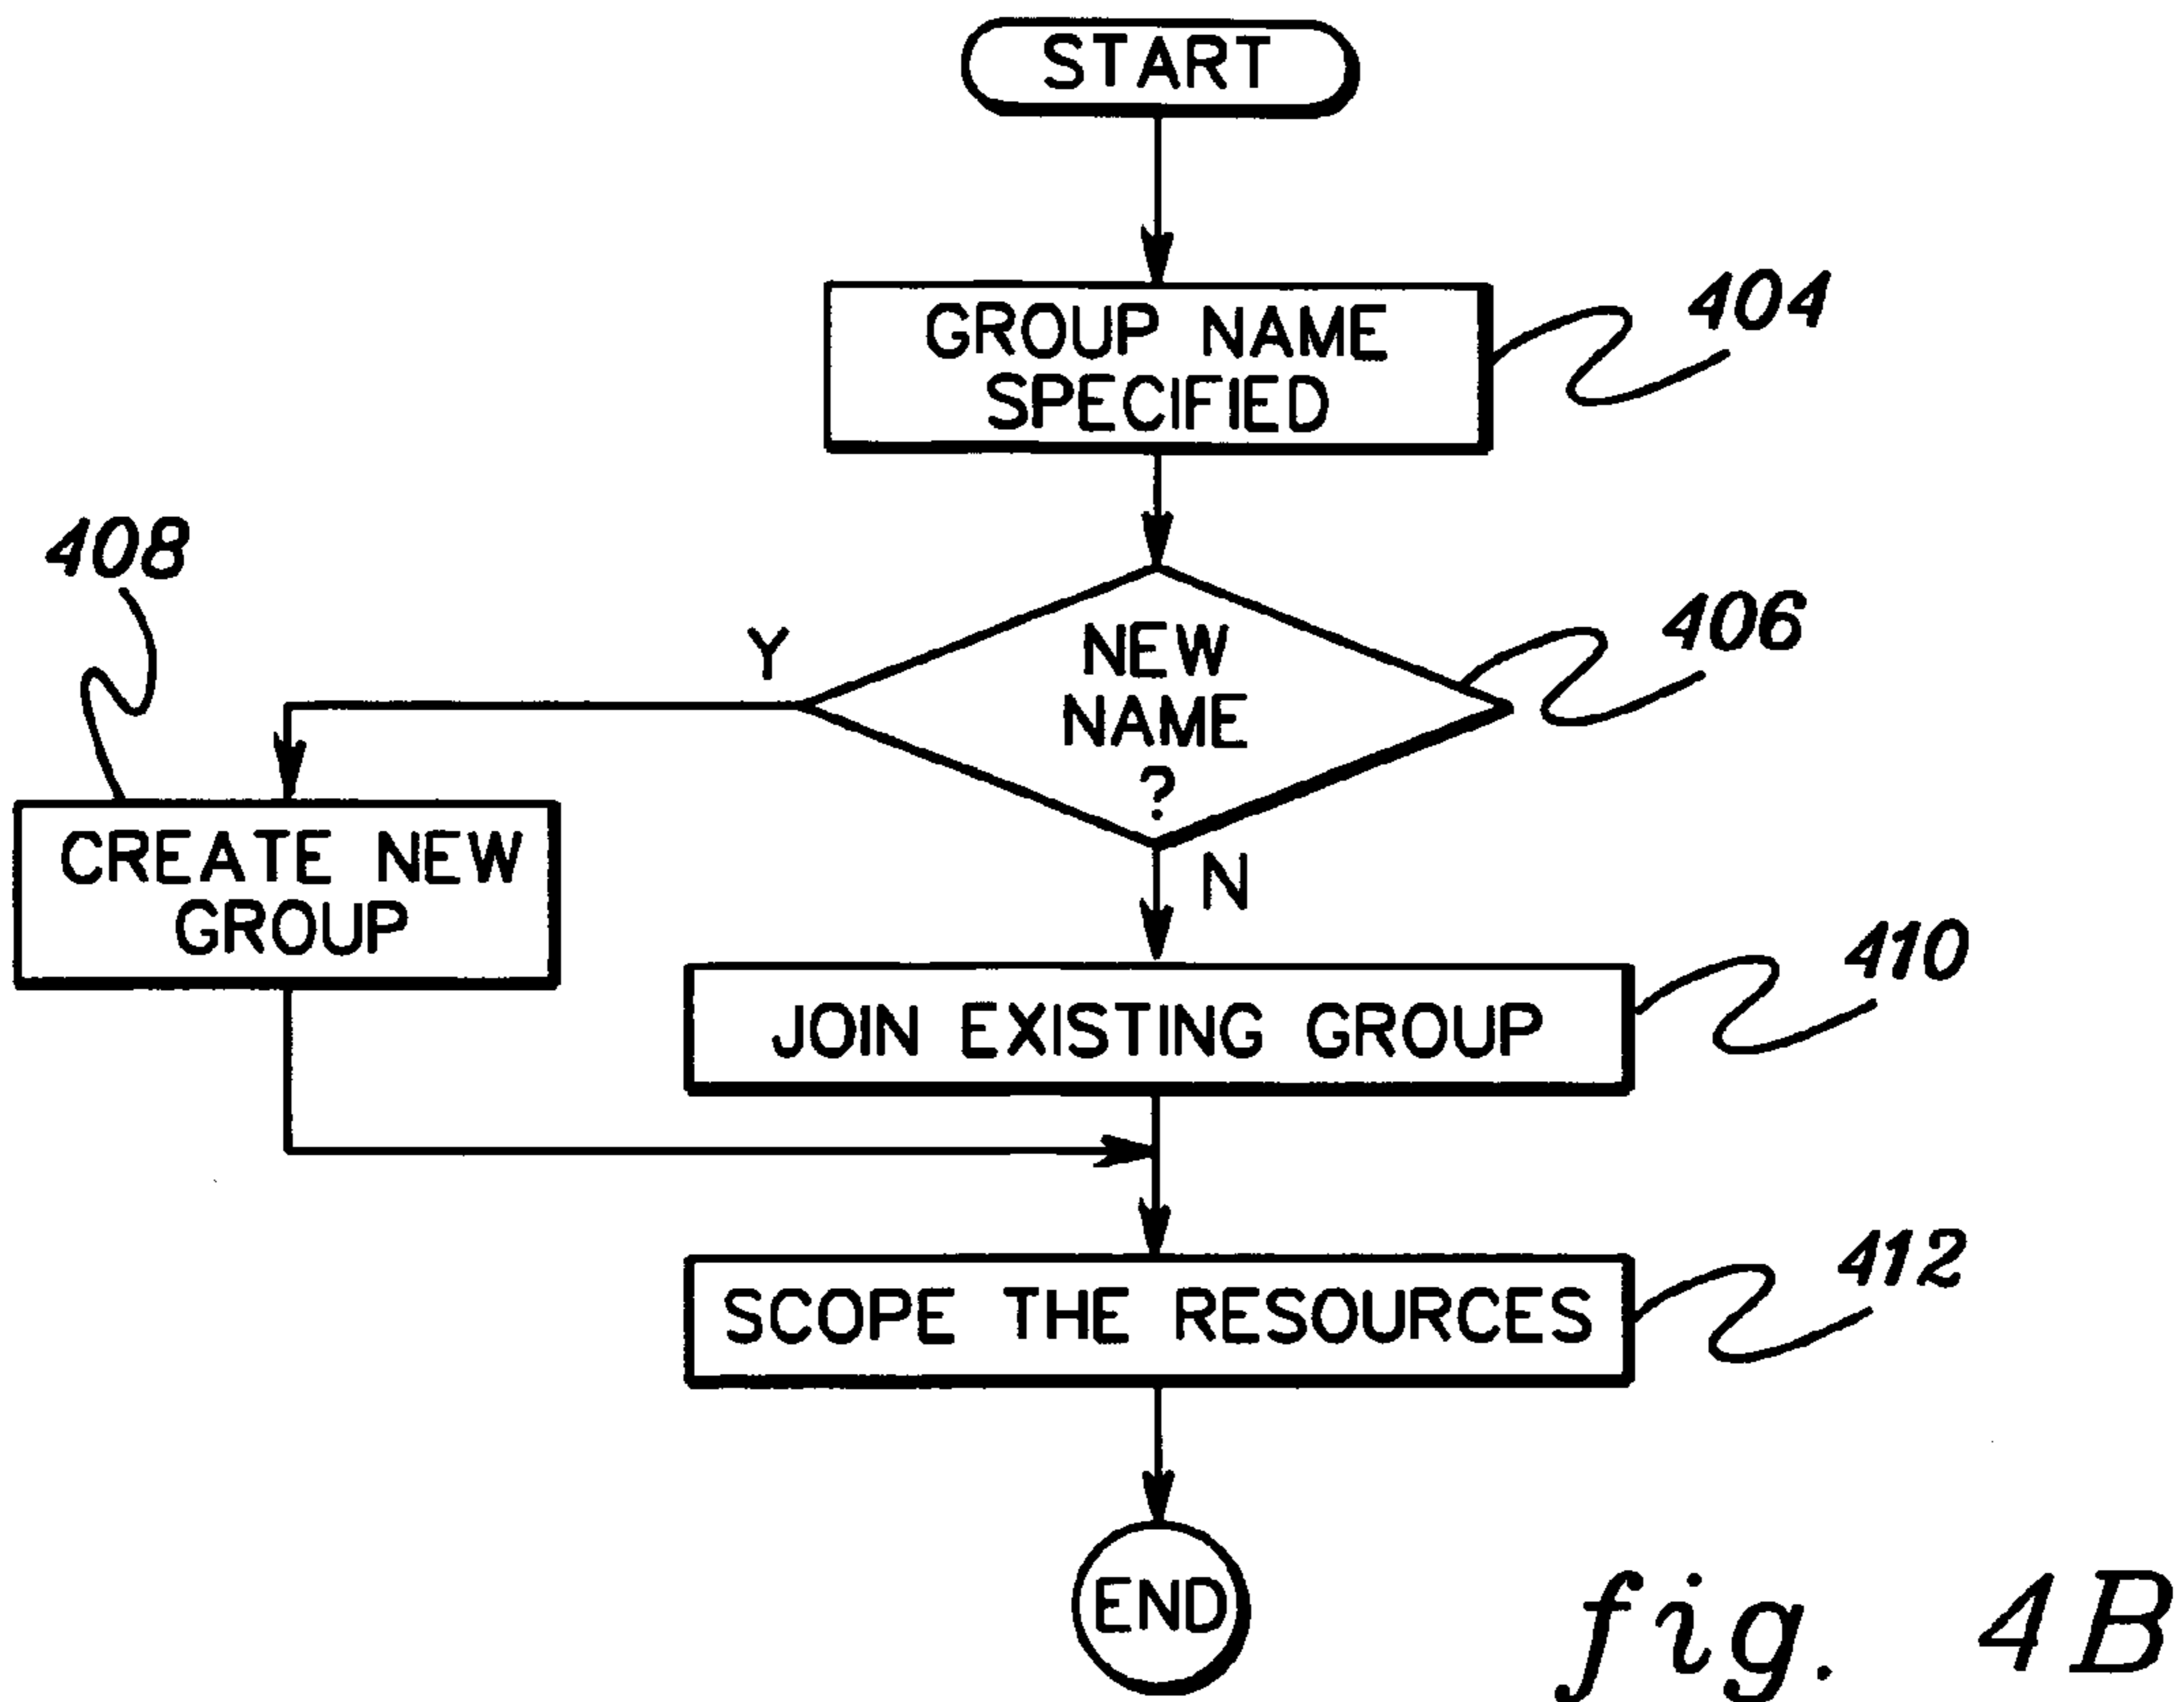 START
GROUP NAME
SPECIFIED
404
408
Y
NEW
NAME
?
406
N
CREATE NEW
GROUP
JOIN EXISTING GROUP
410
SCOPE THE RESOURCES
412
END
fig. 4B